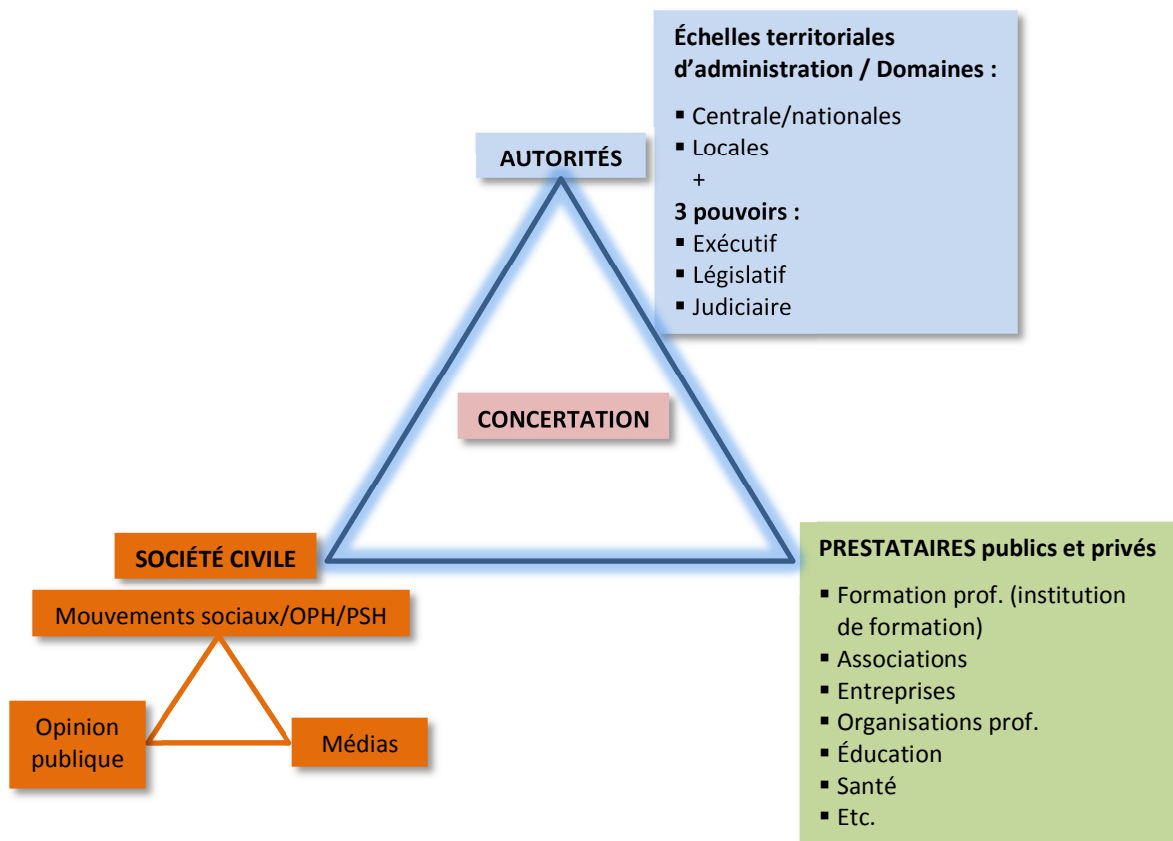 Échelles territoriales
d’administration / Domaines :
▪ Centrale/nationales
▪ Locales
+
3 pouvoirs :
▪ Exécutif
▪ Législatif
▪ Judiciaire
AUTORITÉS
CONCERTATION
SOCIÉTÉ CIVILE
Mouvements sociaux/OPH/PSH
Opinion
publique
Médias
PRESTATAIRES publics et privés
▪ Formation prof. (institution
de formation)
▪ Associations
▪ Entreprises
▪ Organisations prof.
▪ Éducation
▪ Santé
▪ Etc.